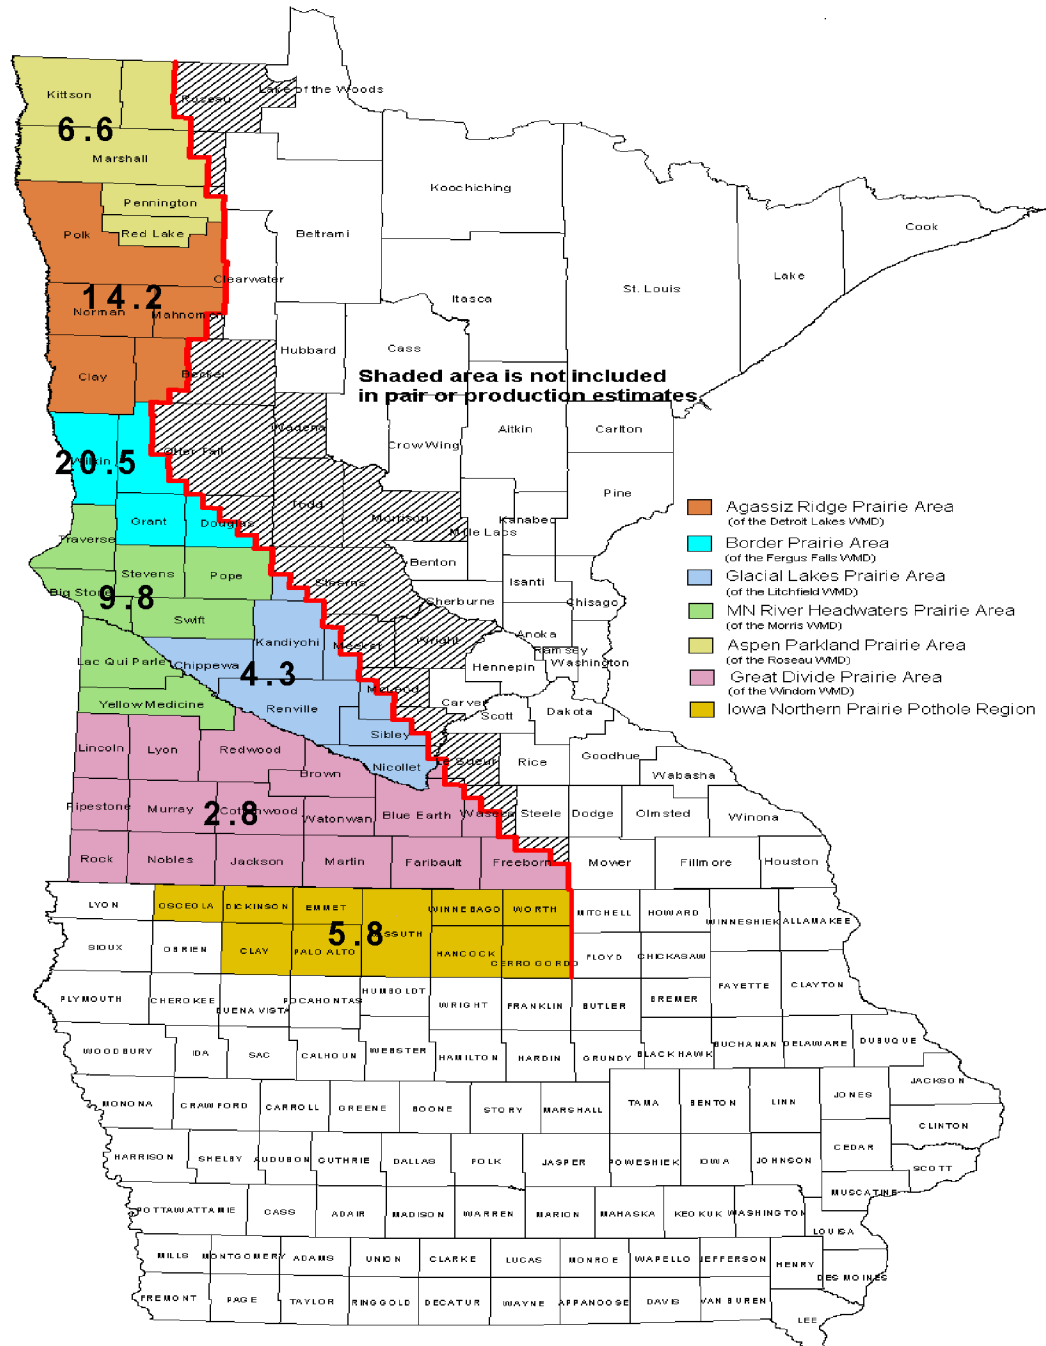 Kittson
Roseau
Lake of the Woods
6.6
Marshall
Koochiching
Pennington
Red Lake
Polk
Beltrami
Cook
Clearwater
Lake
St. Louis
Itasca
14.2
Norman
Mahnomen
Hubbard
Cass
Clay
Becker
Shaded area is not included
in pair or production estimates.
Wadena
Crow Wing
Aitkin
Carlton
20.5
Wilkin
Otter Tail
Pine
Grant
Douglas
Todd
Morrison
Mille Lacs
Kanabec
Traverse
Benton
Stevens
Pope
Stearns
Isanti
Big Stone
9.8
Sherburne
Chisago
Swift
Kandiyohi
Meeker
Wright
Anoka
Ramsey
Lac Qui Parle
Chippewa
4.3
Hennepin
Washington
McLeod
Yellow Medicine
Renville
Carver
Scott
Dakota
Sibley
Lincoln
Lyon
Redwood
Nicollet
Le Sueur
Rice
Goodhue
Brown
Wabasha
Pipestone
Murray
Cottonwood
2.8
Watonwan
Blue Earth
Waseca
Steele
Dodge
Olmsted
Winona
Rock
Nobles
Jackson
Martin
Faribault
Freeborn
Mower
Fillmore
Houston
Agassiz Ridge Prairie Area
(of the Detroit Lakes WMD)
Border Prairie Area
(of the Fergus Falls WMD)
Glacial Lakes Prairie Area
(of the Litchfield WMD)
MN River Headwaters Prairie Area
(of the Morris WMD)
Aspen Parkland Prairie Area
(of the Roseau WMD)
Great Divide Prairie Area
(of the Windom WMD)
Iowa Northern Prairie Pothole Region
LYON
OSCEOLA
DICKINSON
EMMET
WINNEBAGO
WORTH
MITCHELL
HOWARD
WINNESHIEK
ALLAMAKEE
SIOUX
OBRIEN
CLAY
PALO ALTO
5.8
KOSSUTH
HANCOCK
CERRO GORDO
FLOYD
CHICKASAW
FAYETTE
CLAYTON
PLYMOUTH
CHEROKEE
BUENA VISTA
POCAHONTAS
HUMBOLDT
WRIGHT
FRANKLIN
BUTLER
BREMER
WOODBURY
IDA
SAC
CALHOUN
WEBSTER
HAMILTON
HARDIN
GRUNDY
BLACK HAWK
BUCHANAN
DELAWARE
DUBUQUE
MONONA
CRAWFORD
CARROLL
GREENE
BOONE
STORY
MARSHALL
TAMA
BENTON
LINN
JONES
JACKSON
CLINTON
HARRISON
SHELBY
AUDUBON
GUTHRIE
DALLAS
POLK
JASPER
POWESHIEK
IOWA
JOHNSON
CEDAR
SCOTT
MUSCATINE
POTTAWATTAMIE
CASS
ADAIR
MADISON
WARREN
MARION
MAHASKA
KEOKUK
WASHINGTON
LOUISA
MILLS
MONTGOMERY
ADAMS
UNION
CLARKE
LUCAS
MONROE
WAPELLO
JEFFERSON
HENRY
DES MOINES
FREMONT
PAGE
TAYLOR
RINGGOLD
DECATUR
WAYNE
APPANOOSE
DAVIS
VAN BUREN
LEE